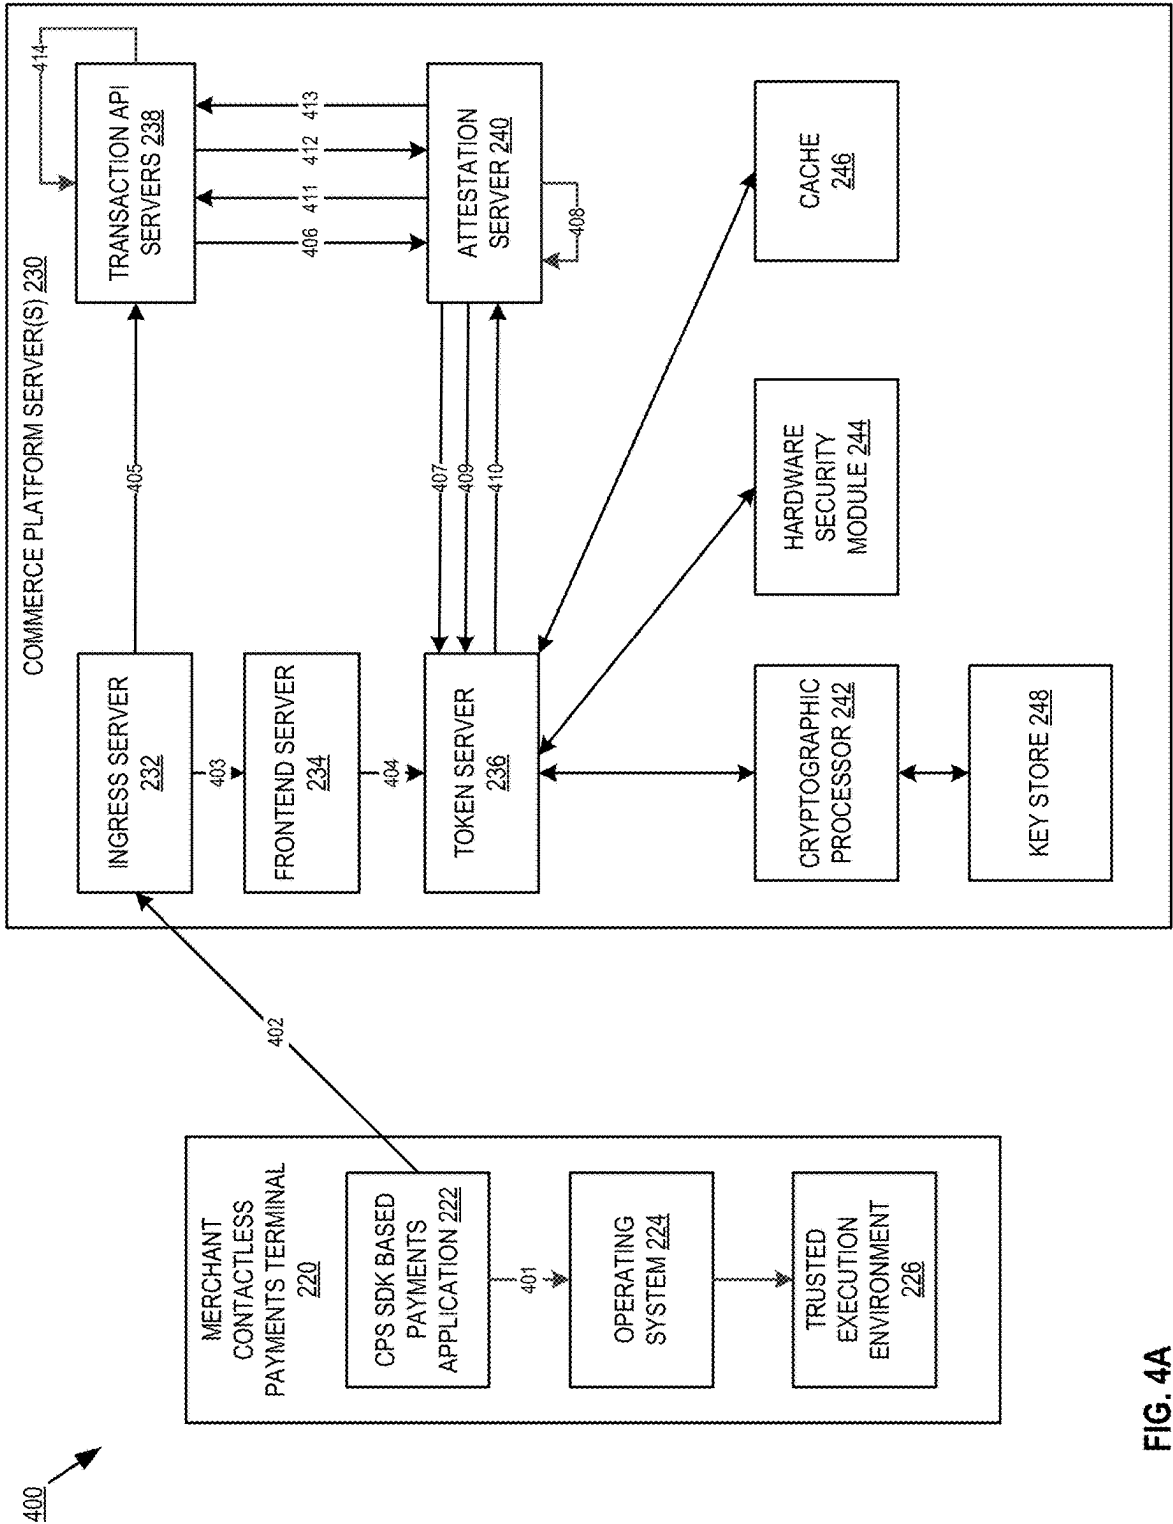 400
MERCHANT
CONTACTLESS
PAYMENTS TERMINAL
220
CPS SDK BASED
PAYMENTS
APPLICATION 222
401
OPERATING
SYSTEM 224
TRUSTED
EXECUTION
ENVIRONMENT
226
402
COMMERCE PLATFORM SERVER(S) 230
INGRESS SERVER
232
403
FRONTEND SERVER
234
404
TOKEN SERVER
236
CRYPTOGRAPHIC
PROCESSOR 242
KEY STORE 248
405
407
409
410
HARDWARE
SECURITY
MODULE 244
414
TRANSACTION API
SERVERS 238
406
411
412
413
ATTESTATION
SERVER 240
408
CACHE
246
FIG. 4A